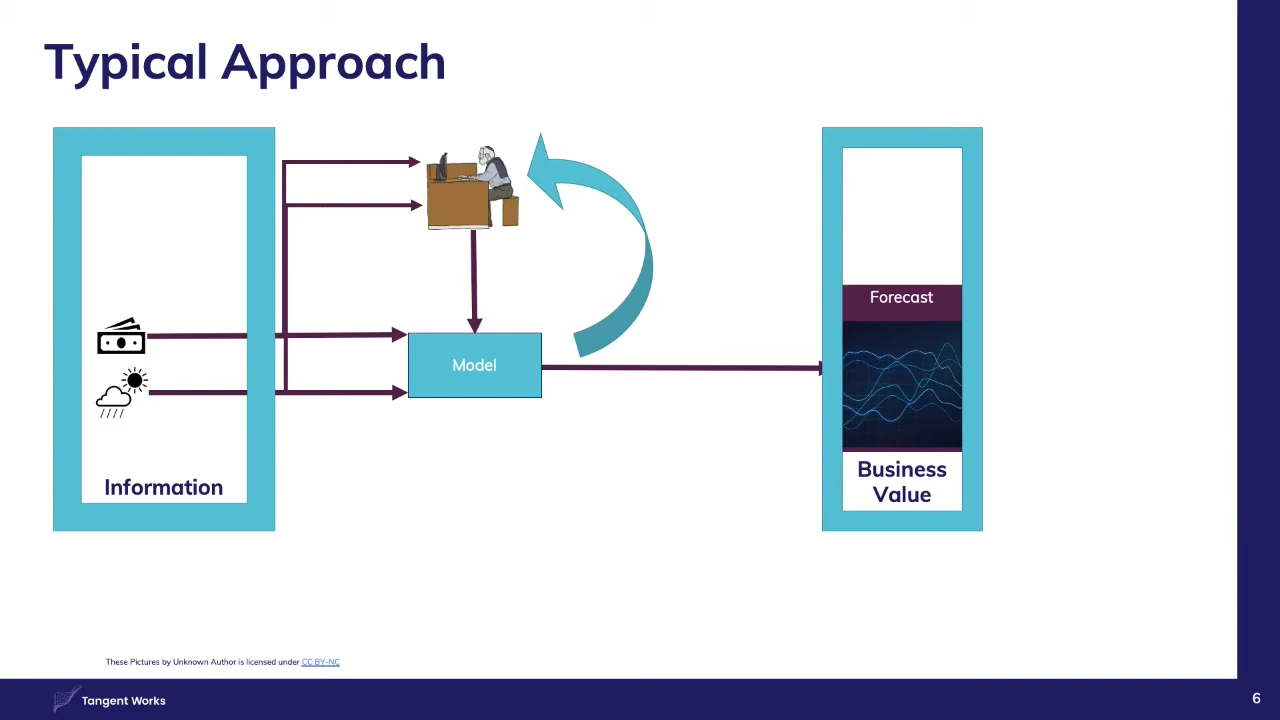 Typical Approach
Model
Information
Forecast
Business
Value
These Pictures by Unknown Author is licensed under CC BY-NC
Tangent Works
6